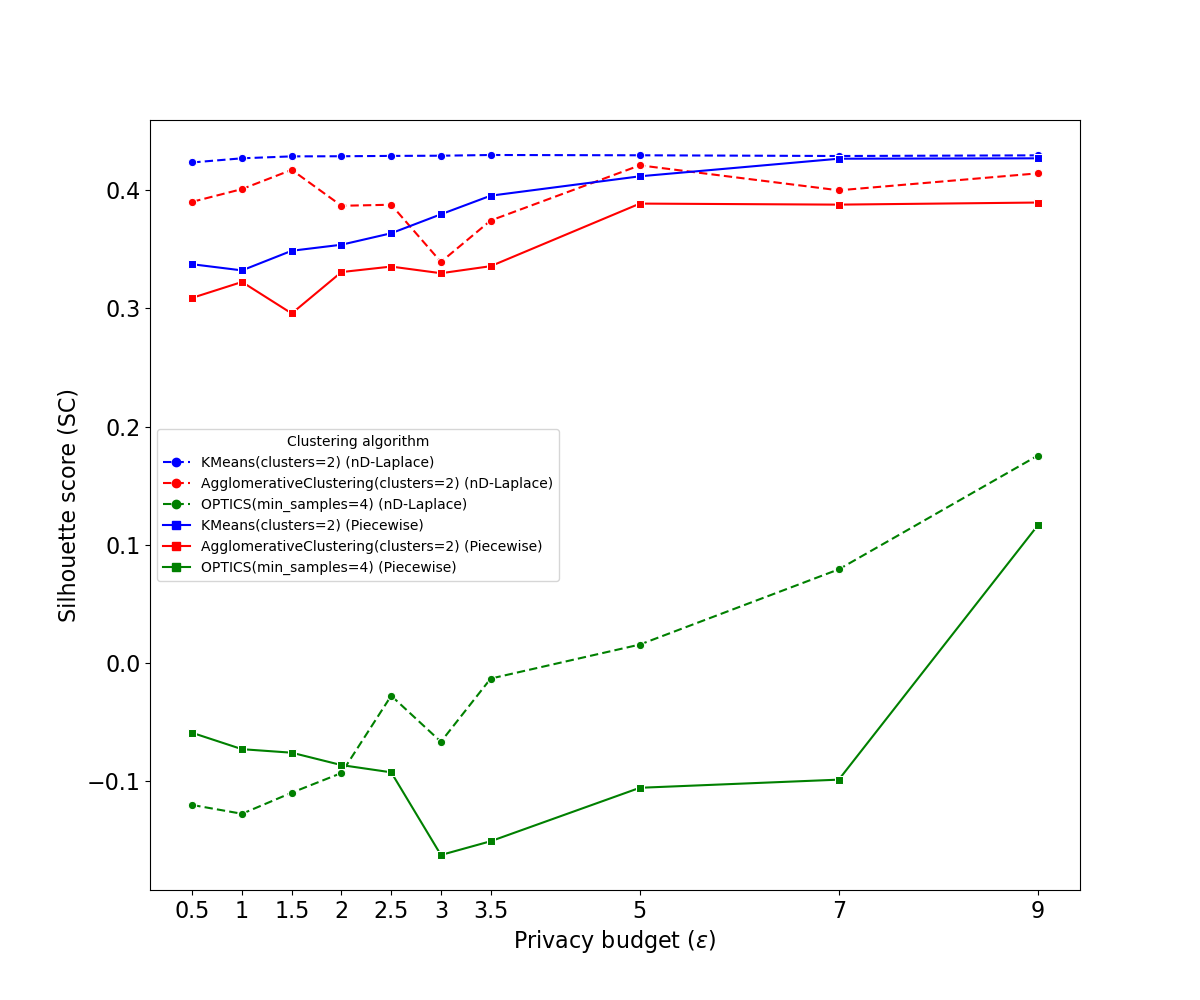 Silhouette score (SC)
0.4
0.3
0.2
0.1
0.0
−0.1
Clustering algorithm
KMeans(clusters=2) (nD-Laplace)
AgglomerativeClustering(clusters=2) (nD-Laplace)
OPTICS(min_samples=4) (nD-Laplace)
KMeans(clusters=2) (Piecewise)
AgglomerativeClustering(clusters=2) (Piecewise)
OPTICS(min_samples=4) (Piecewise)
0.5 1 1.5 2 2.5 3 3.5 5 7 9
Privacy budget (ε)